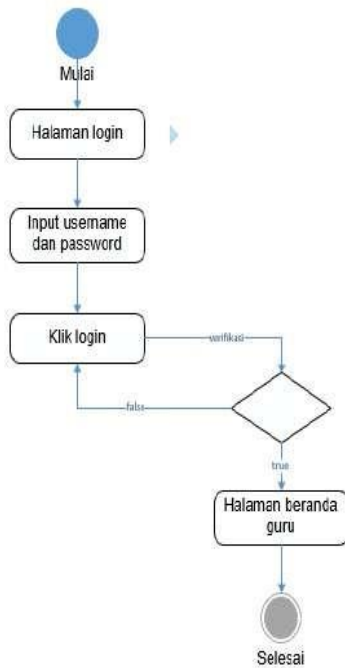 Mulai
Halaman login
Input username
dan password
Klik login
verifikasi
false
true
Halaman beranda
guru
Selesai